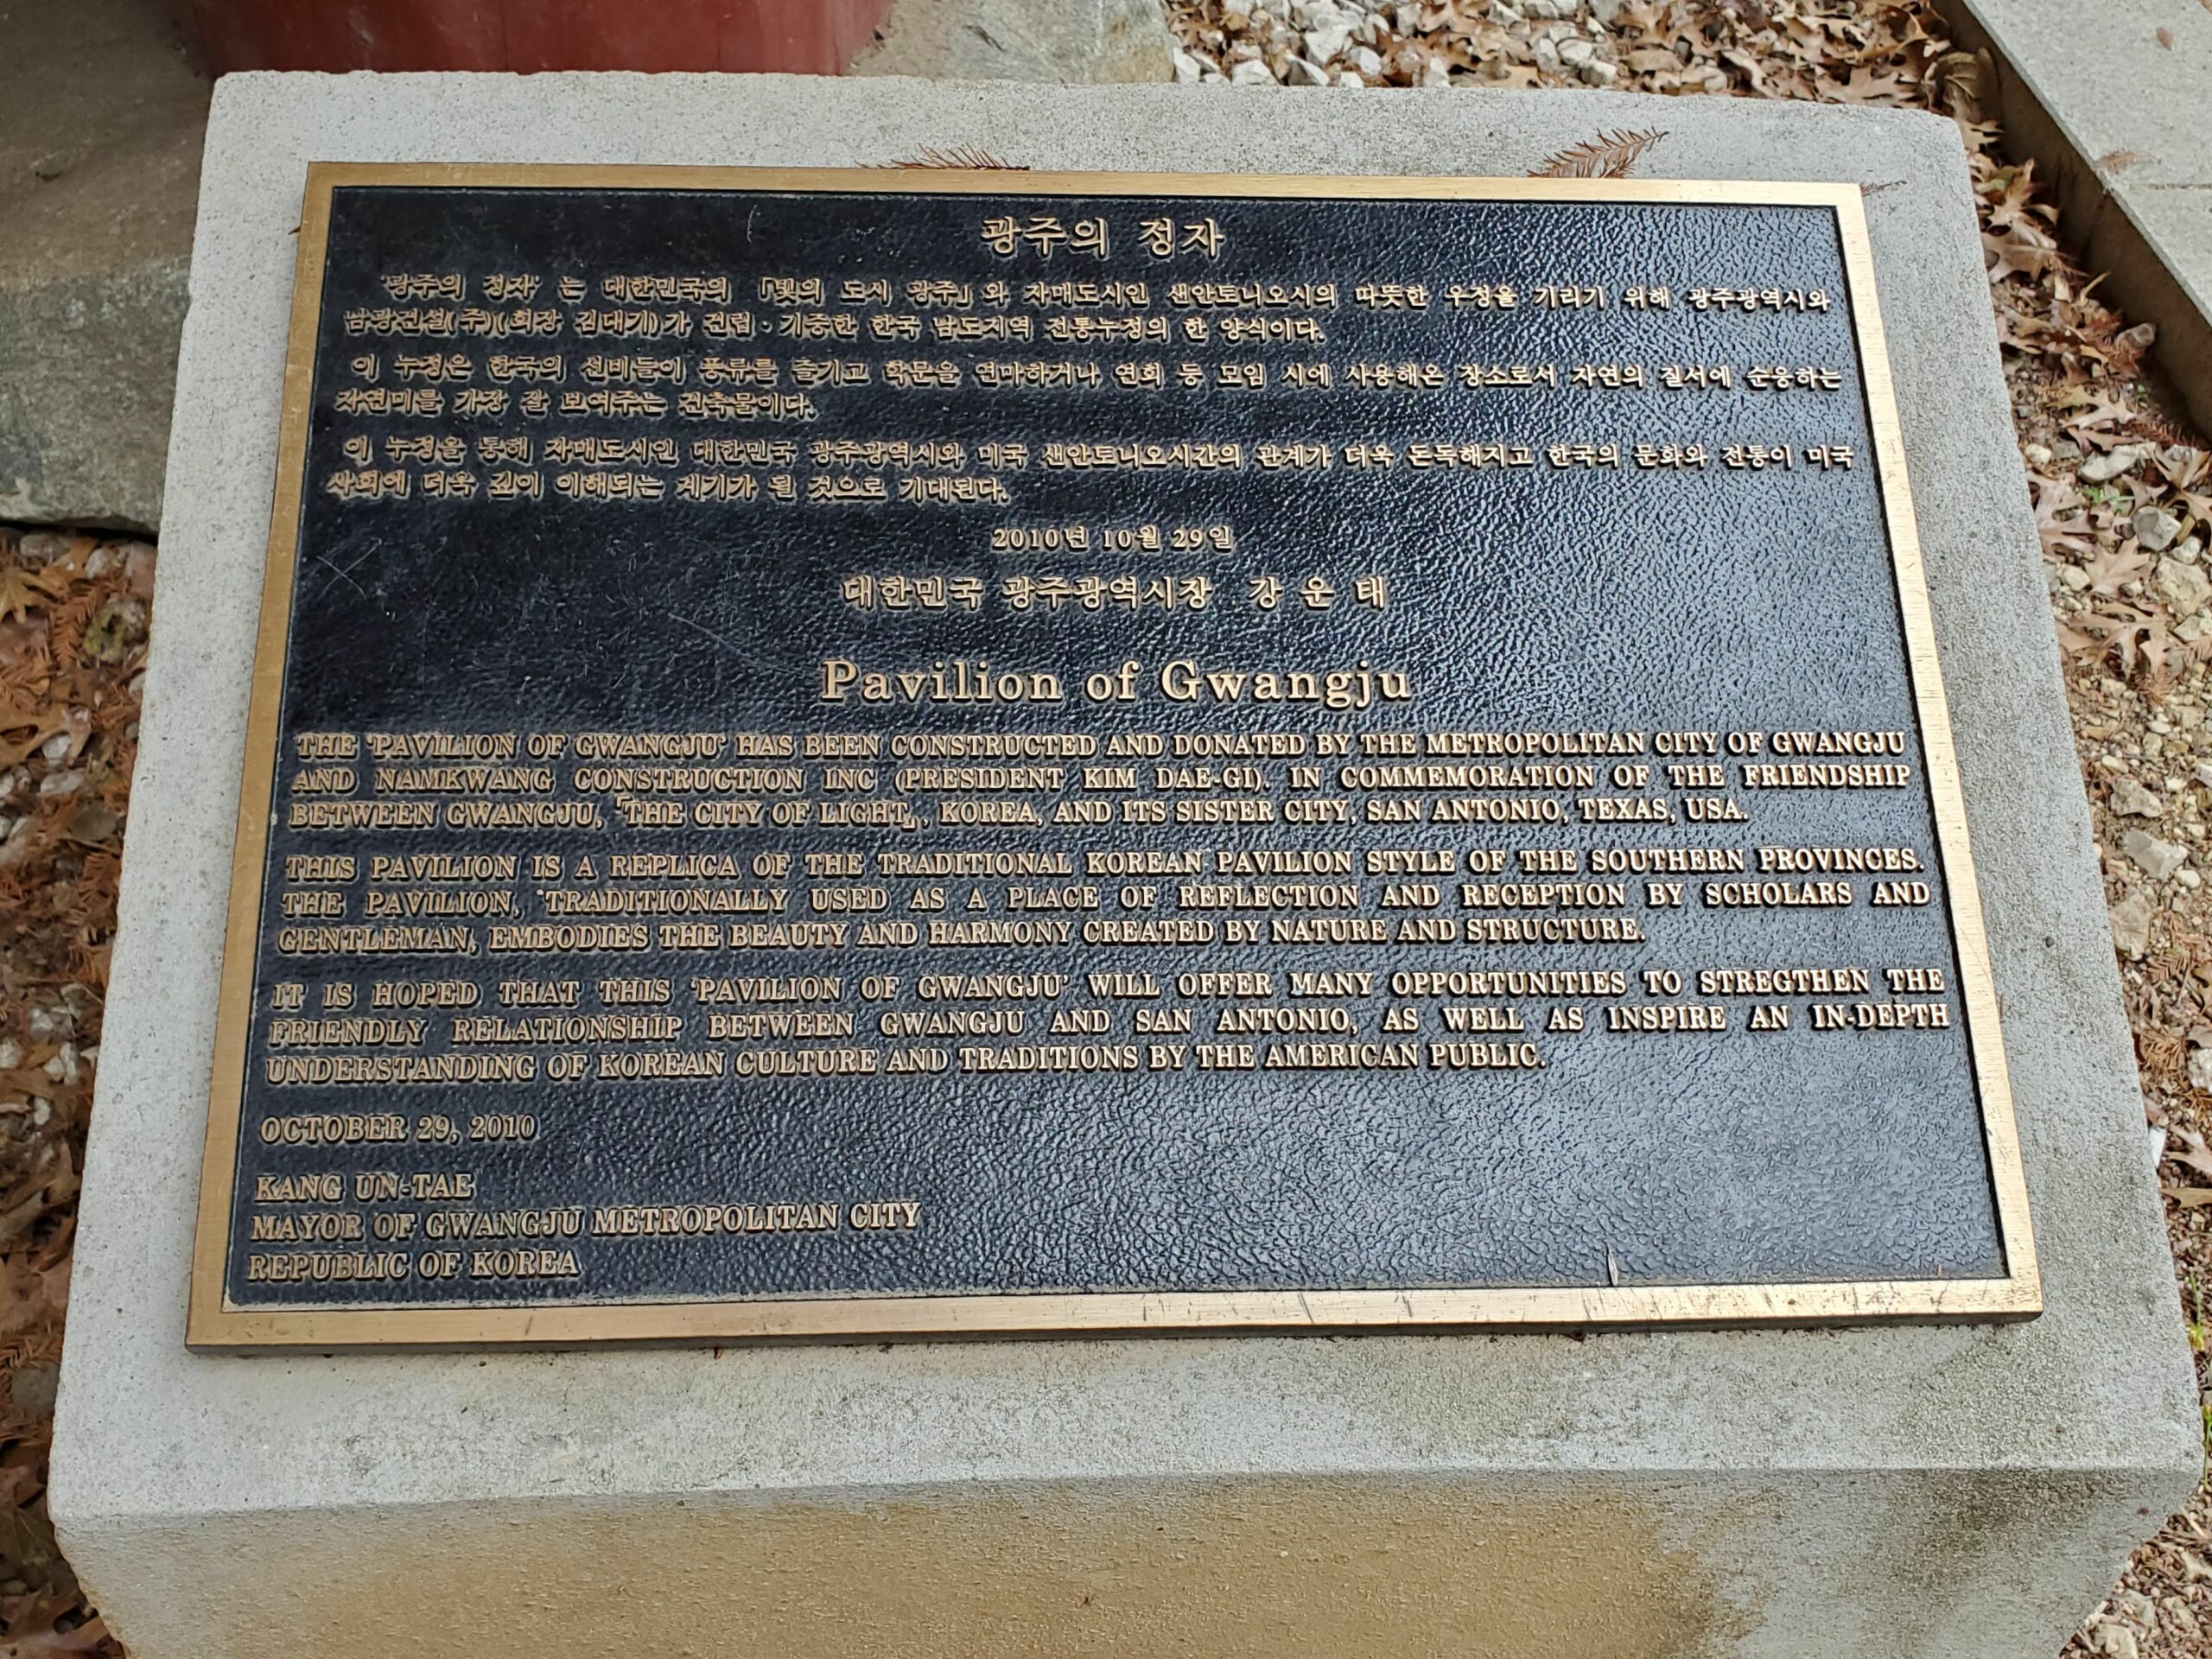 광주의 정자
'광주의 정자' 는 대한민국의 「빛의 도시 광주」와 자매도시인 샌안토니오시의 따뜻한 우정을 기리기 위해 광주광역시와
남광건설(주)(회장 김대기)가 건립·기증한 한국 남도지역 전통누정의 한 양식이다.
이 누정은 한국의 선비들이 풍류를 즐기고 학문을 연마하거나 연회 등 모임 시에 사용해온 장소로서 자연의 질서에 순응하는
자연미를 가장 잘 보여주는 건축물이다.
이 누정을 통해 자매도시인 대한민국 광주광역시와 미국 샌안토니오시간의 관계가 더욱 돈독해지고 한국의 문화와 전통이 미국
사회에 더욱 깊이 이해되는 계기가 될 것으로 기대된다.
2010년 10월 29일
대한민국 광주광역시장 강 운 태
Pavilion of Gwangju
THE 'PAVILION OF GWANGJU' HAS BEEN CONSTRUCTED AND DONATED BY THE METROPOLITAN CITY OF GWANGJU
AND NAMKWANG CONSTRUCTION INC (PRESIDENT KIM DAE-GI). IN COMMEMORATION OF THE FRIENDSHIP
BETWEEN GWANGJU, 「THE CITY OF LIGHT」, KOREA, AND ITS SISTER CITY, SAN ANTONIO, TEXAS, USA.
THIS PAVILION IS A REPLICA OF THE TRADITIONAL KOREAN PAVILION STYLE OF THE SOUTHERN PROVINCES.
THE PAVILION, TRADITIONALLY USED AS A PLACE OF REFLECTION AND RECEPTION BY SCHOLARS AND
GENTLEMAN, EMBODIES THE BEAUTY AND HARMONY CREATED BY NATURE AND STRUCTURE.
IT IS HOPED THAT THIS 'PAVILION OF GWANGJU' WILL OFFER MANY OPPORTUNITIES TO STREGTHEN THE
FRIENDLY RELATIONSHIP BETWEEN GWANGJU AND SAN ANTONIO, AS WELL AS INSPIRE AN IN-DEPTH
UNDERSTANDING OF KOREAN CULTURE AND TRADITIONS BY THE AMERICAN PUBLIC.
OCTOBER 29, 2010
KANG UN-TAE
MAYOR OF GWANGJU METROPOLITAN CITY
REPUBLIC OF KOREA